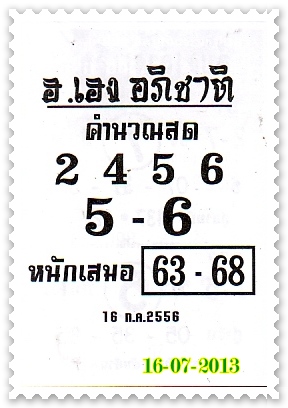 อ.เฮง อภิชาติ
คำนวณสด
2 4 5 6
5 - 6
หนักเสมอ 63 - 68
16 ก.ค.2556
16-07-2013